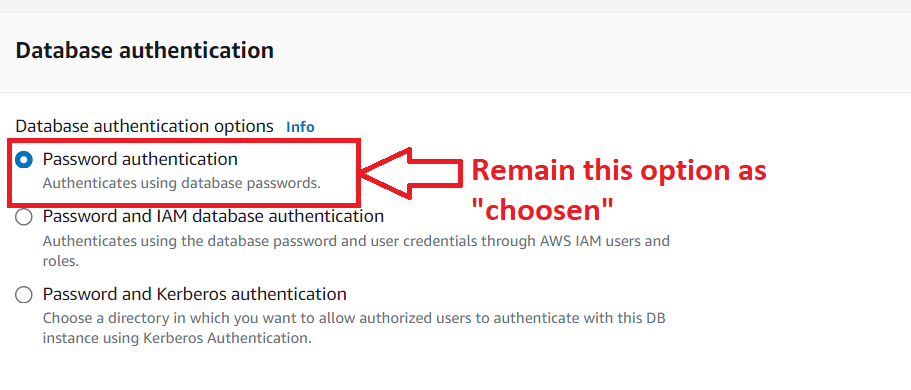 Database authentication
Database authentication options Info
Password authentication
Authenticates using database passwords.
Remain this option as
"choosen"
Password and IAM database authentication
Authenticates using the database password and user credentials through AWS IAM users and
roles.
Password and Kerberos authentication
Choose a directory in which you want to allow authorized users to authenticate with this DB
instance using Kerberos Authentication.